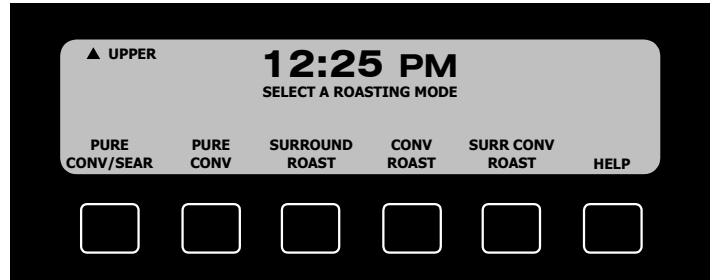 ▲ UPPER
12:25 PM
SELECT A ROASTING MODE
PURE CONV/SEAR
PURE CONV
SURROUND ROAST
CONV ROAST
SURR CONV ROAST
HELP